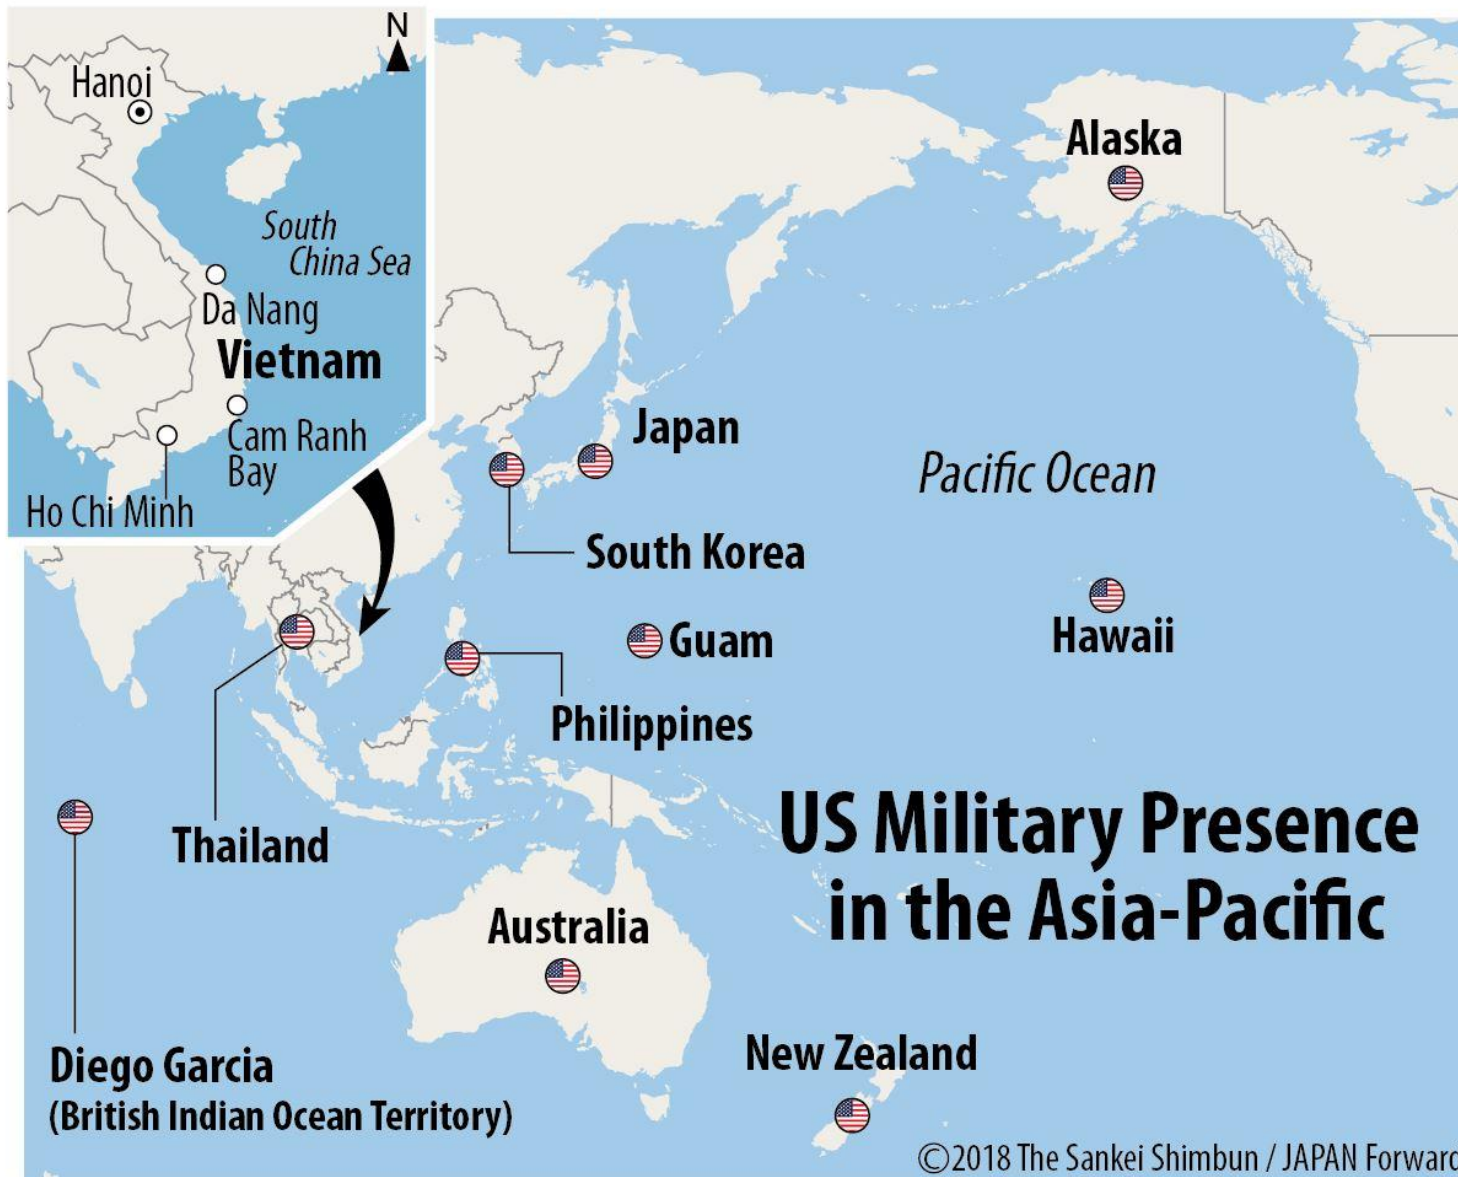 N
Hanoi
South
China Sea
Da Nang
Vietnam
Cam Ranh
Bay
Ho Chi Minh
Alaska
Japan
Pacific Ocean
South Korea
Hawaii
Guam
Philippines
Thailand
US Military Presence
in the Asia-Pacific
Australia
New Zealand
Diego Garcia
(British Indian Ocean Territory)
©2018 The Sankei Shimbun / JAPAN Forward